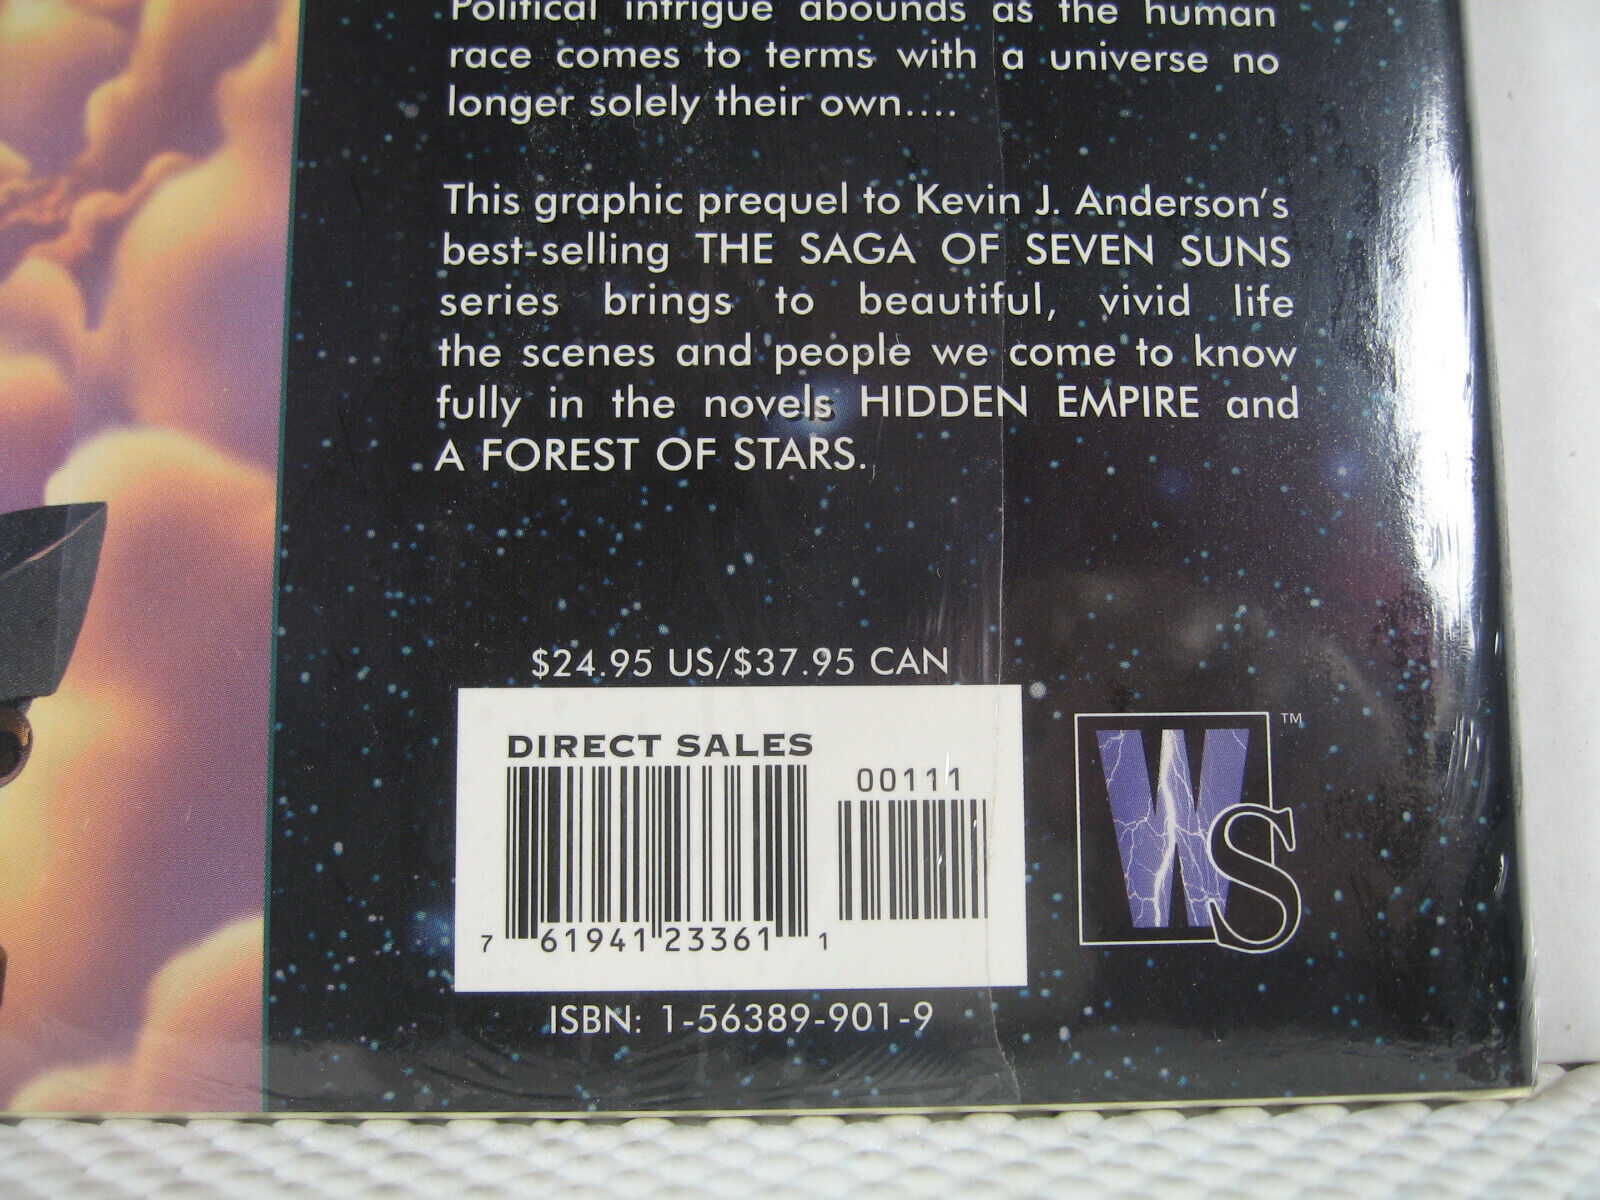 Political intrigue abounds as the human
race comes to terms with a universe no
longer solely their own....
This graphic prequel to Kevin J. Anderson's
best-selling THE SAGA OF SEVEN SUNS
series brings to beautiful, vivid life
the scenes and people we come to know
fully in the novels HIDDEN EMPIRE and
A FOREST OF STARS.
$24.95 US/$37.95 CAN
DIRECT SALES
00111
7 61941 23361 1
WS™
ISBN: 1-56389-901-9